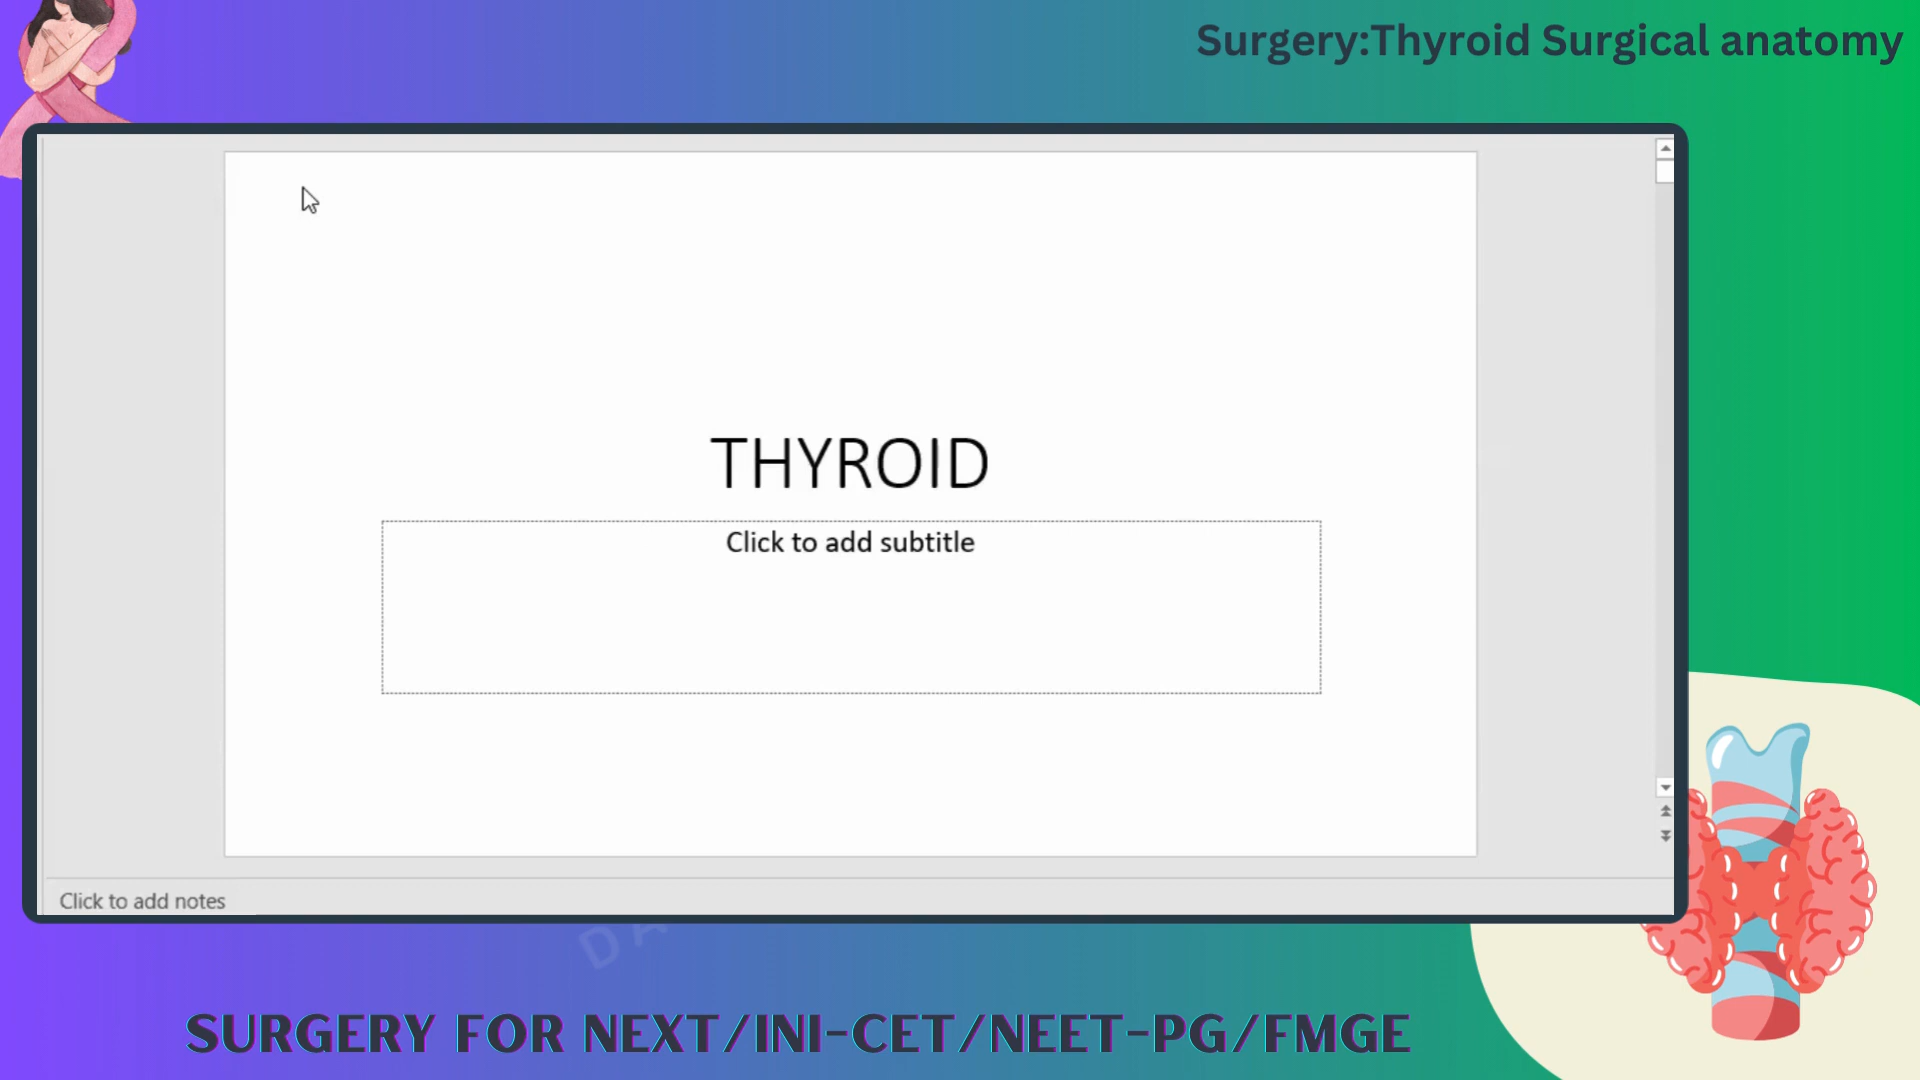 Surgery:Thyroid Surgical anatomy
THYROID
Click to add subtitle
Click to add notes
SURGERY FOR NEXT/INI-CET/NEET-PG/FMGE